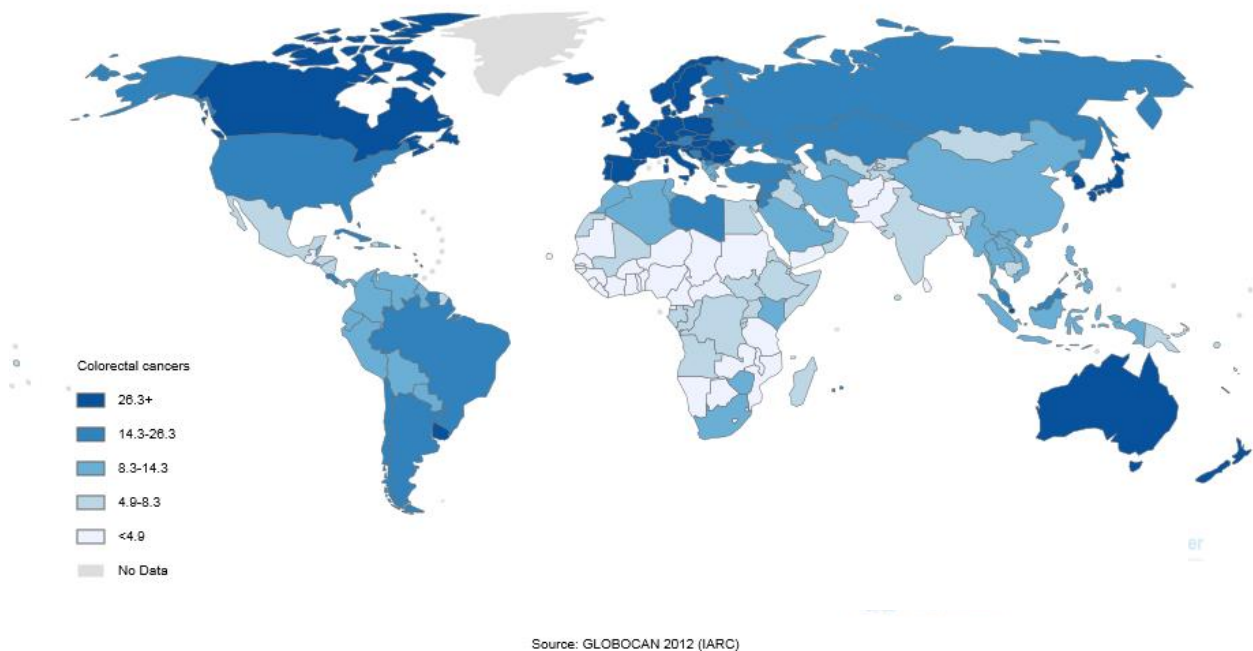 Colorectal cancers
26.3+
14.3-26.3
8.3-14.3
4.9-8.3
<4.9
No Data
er
Source: GLOBOCAN 2012 (IARC)